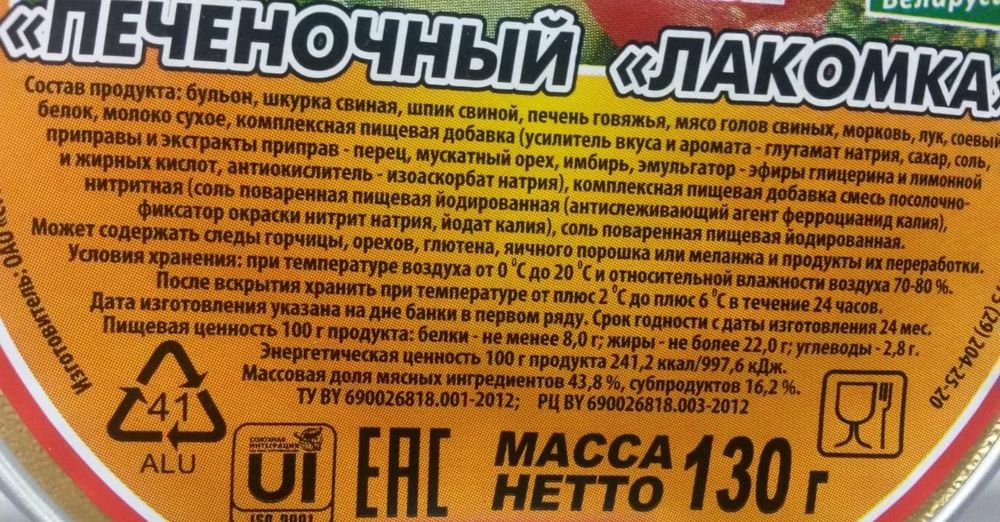 Беларусь
«ПЕЧЕНОЧНЫЙ «ЛАКОМКА»
Состав продукта: бульон, шкурка свиная, шпик свиной, печень говяжья, мясо голов свиных, морковь, лук, соевый
белок, молоко сухое, комплексная пищевая добавка (усилитель вкуса и аромата - глутамат натрия, сахар, соль
приправы и экстракты приправ - перец, мускатный орех, имбирь, эмульгатор - эфиры глицерина и лимонной
и жирных кислот, антиокислитель - изоаскорбат натрия), комплексная пищевая добавка смесь посолочно-
нитритная (соль поваренная пищевая йодированная (антислеживающий агент ферроцианид калия),
фиксатор окраски нитрит натрия, йодат калия), соль поваренная пищевая йодированная.
Может содержать следы горчицы, орехов, глютена, яичного порошка или меланжа и продукты их переработки.
Условия хранения: при температуре воздуха от 0 °С до 20 °С и относительной влажности воздуха 70-80 %.
После вскрытия хранить при температуре от плюс 2 °С до плюс 6 °С в течение 24 часов.
Дата изготовления указана на дне банки в первом ряду. Срок годности с даты изготовления 24 мес.
Пищевая ценность 100 г продукта: белки - не менее 8,0 г; жиры - не более 22,0 г; углеводы - 2,8 г.
Энергетическая ценность 100 г продукта 241,2 ккал/997,6 кДж.
Массовая доля мясных ингредиентов 43,8 %, субпродуктов 16,2 %.
ТУ BY 690026818.001-2012; РЦ BY 690026818.003-2012
Изготовитель: ОАО
(29) 204-25-20
41
ALU
СОЮЗНАЯ
ИНТЕГРАЦИЯ
UI
ISO 9001
EAC
МАССА
НЕТТО 130 г